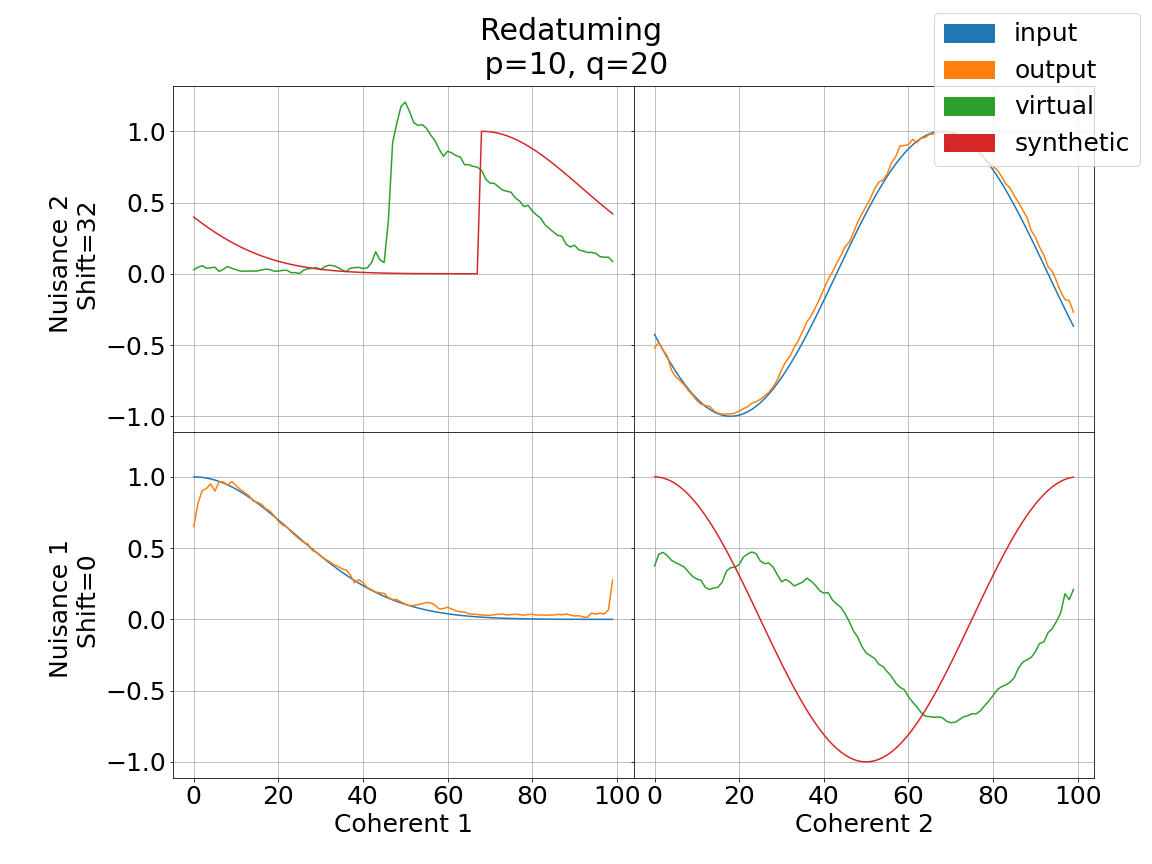 Redatuming
p=10, q=20
input
output
virtual
synthetic
Nuisance 2
Shift=32
1.0
0.5
0.0
−0.5
−1.0
Nuisance 1
Shift=0
1.0
0.5
0.0
−0.5
−1.0
0 20 40 60 80 100
0 20 40 60 80 100
Coherent 1
Coherent 2